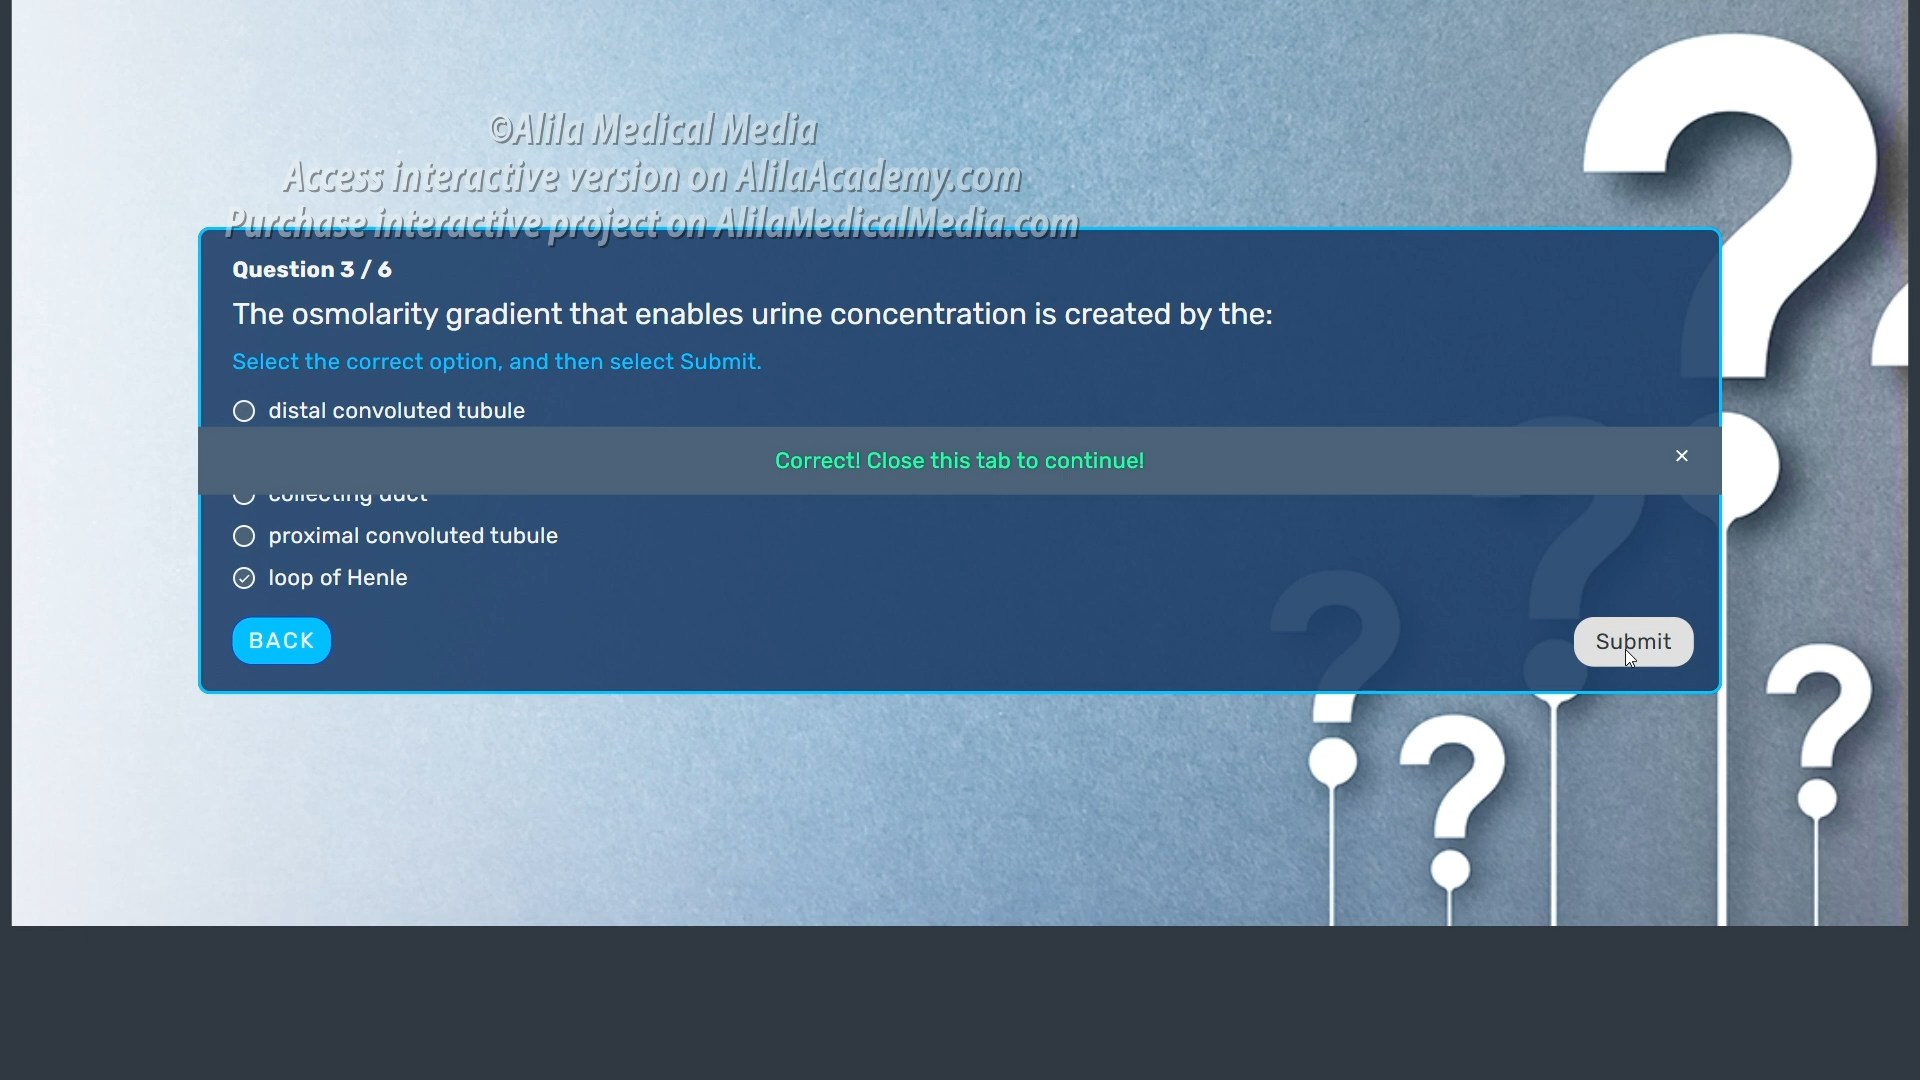 ©Alila Medical Media
Access interactive version on AlilaAcademy.com
Purchase interactive project on AlilaMedicalMedia.com
Question 3 / 6
The osmolarity gradient that enables urine concentration is created by the:
Select the correct option, and then select Submit.
distal convoluted tubule
Correct! Close this tab to continue!
collecting duct
proximal convoluted tubule
loop of Henle
BACK
Submit